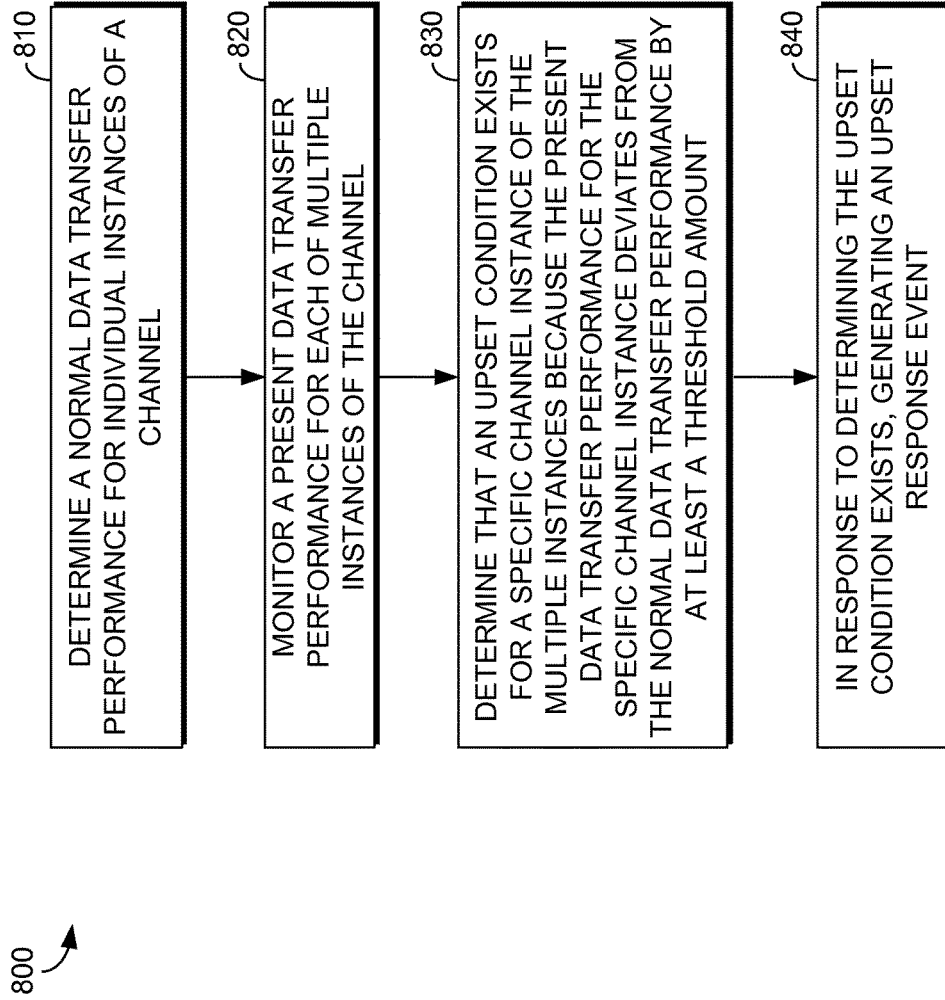 800
810
DETERMINE A NORMAL DATA TRANSFER
PERFORMANCE FOR INDIVIDUAL INSTANCES OF A
CHANNEL
820
MONITOR A PRESENT DATA TRANSFER
PERFORMANCE FOR EACH OF MULTIPLE
INSTANCES OF THE CHANNEL
830
DETERMINE THAT AN UPSET CONDITION EXISTS
FOR A SPECIFIC CHANNEL INSTANCE OF THE
MULTIPLE INSTANCES BECAUSE THE PRESENT
DATA TRANSFER PERFORMANCE FOR THE
SPECIFIC CHANNEL INSTANCE DEVIATES FROM
THE NORMAL DATA TRANSFER PERFORMANCE BY
AT LEAST A THRESHOLD AMOUNT
840
IN RESPONSE TO DETERMINING THE UPSET
CONDITION EXISTS, GENERATING AN UPSET
RESPONSE EVENT